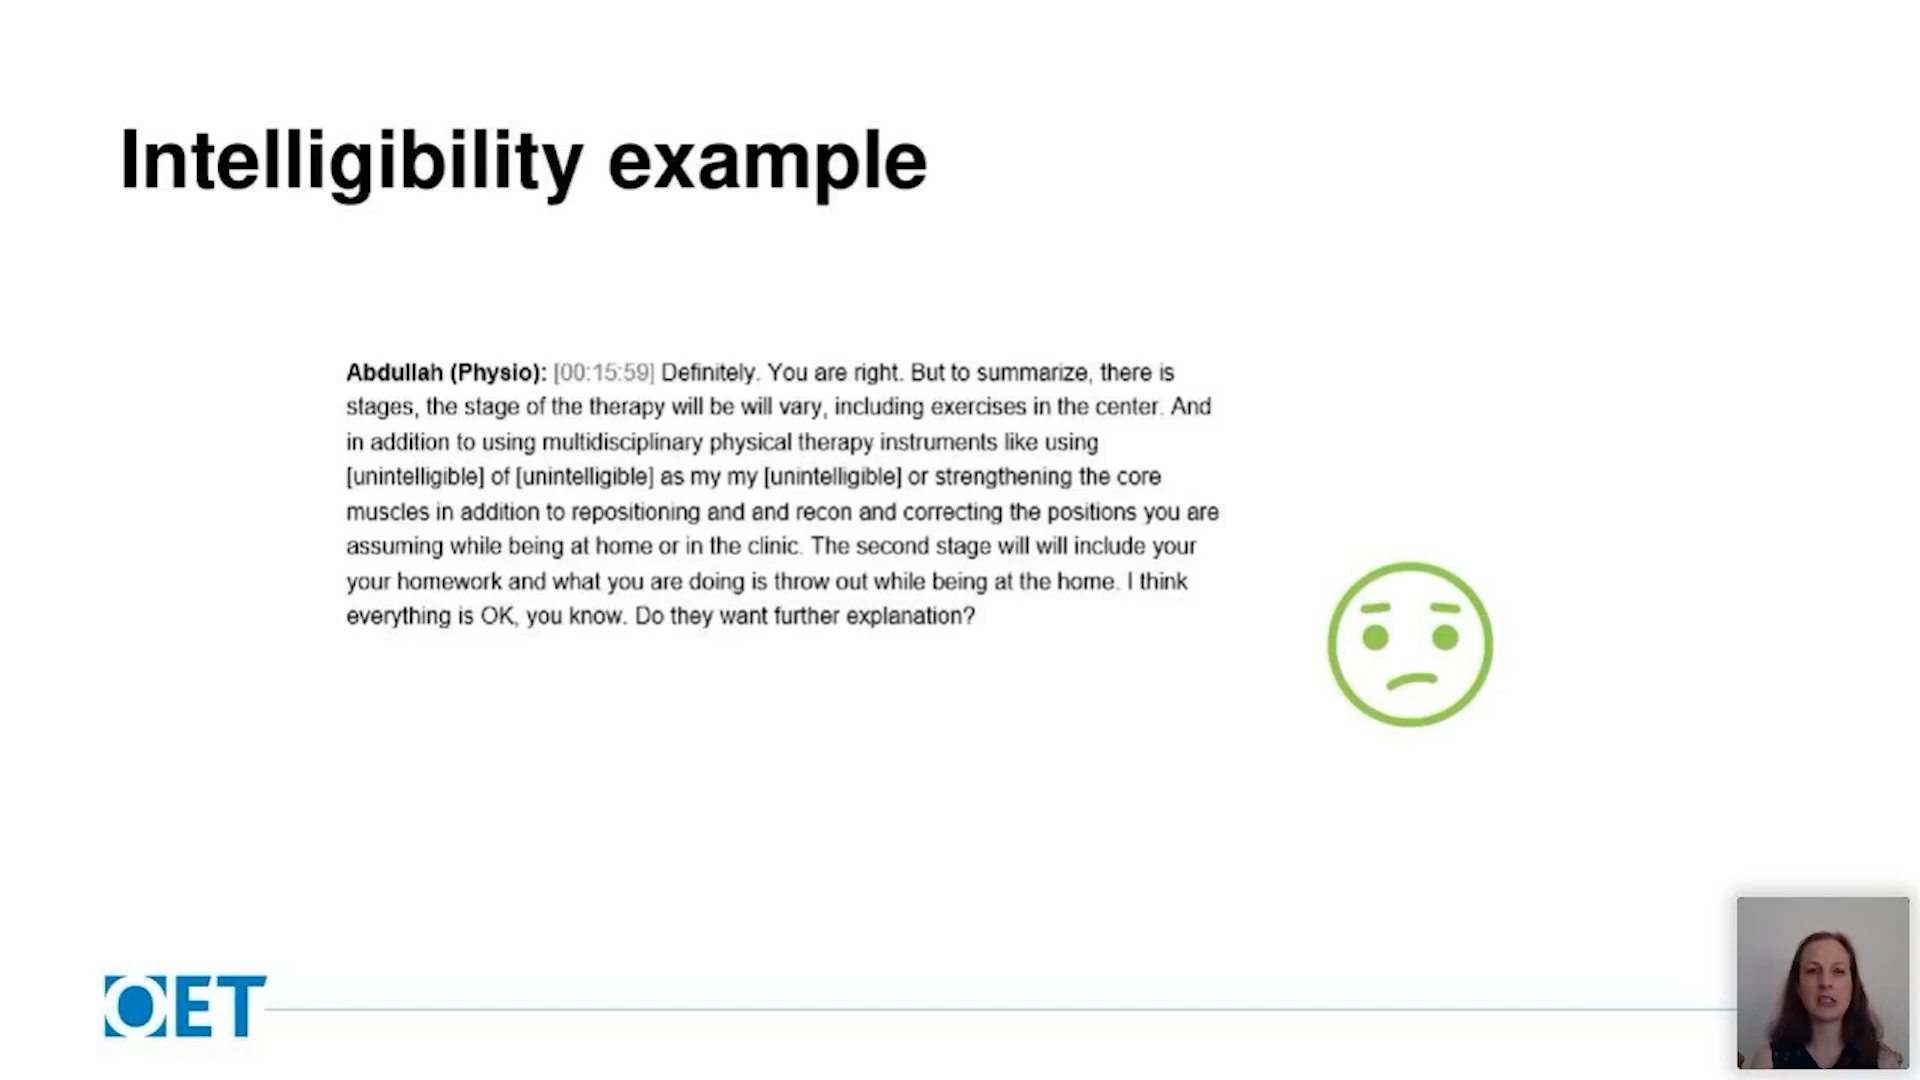 Intelligibility example
Abdullah (Physio): [00:15:59] Definitely. You are right. But to summarize, there is
stages, the stage of the therapy will be will vary, including exercises in the center. And
in addition to using multidisciplinary physical therapy instruments like using
[unintelligible] of [unintelligible] as my my [unintelligible] or strengthening the core
muscles in addition to repositioning and and recon and correcting the positions you are
assuming while being at home or in the clinic. The second stage will will include your
your homework and what you are doing is throw out while being at the home. I think
everything is OK, you know. Do they want further explanation?
OET